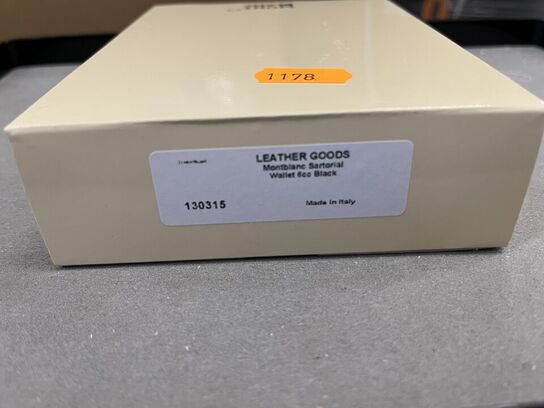 1178
LEATHER GOODS
Montblanc Sartorial
Wallet 6cc Black
130315
Made in Italy